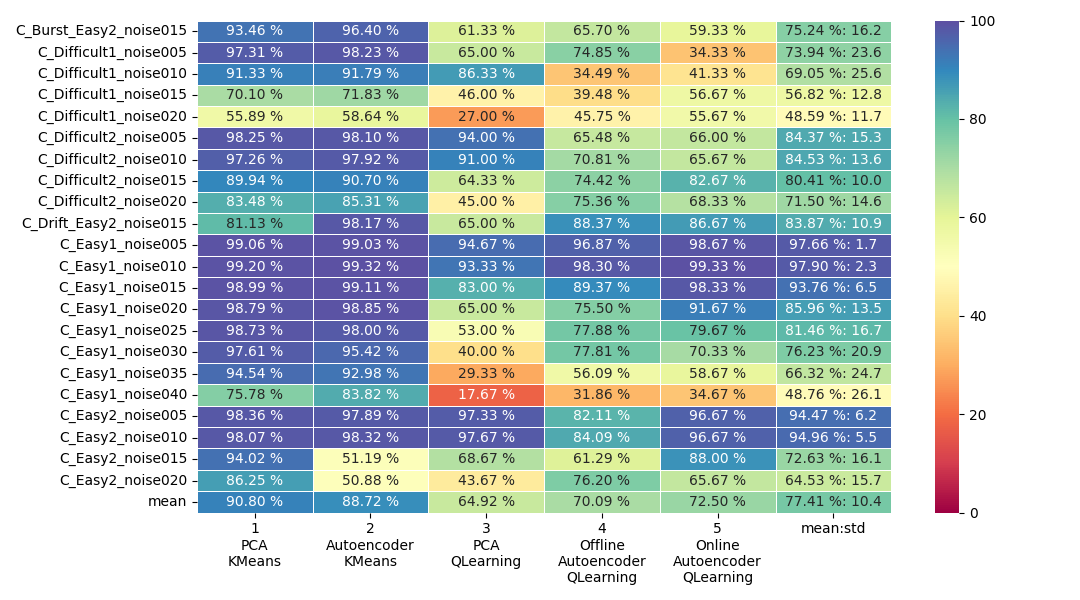 C_Burst_Easy2_noise015 93.46 % 96.40 % 61.33 % 65.70 % 59.33 % 75.24 %: 16.2
C_Difficult1_noise005 97.31 % 98.23 % 65.00 % 74.85 % 34.33 % 73.94 %: 23.6
C_Difficult1_noise010 91.33 % 91.79 % 86.33 % 34.49 % 41.33 % 69.05 %: 25.6
C_Difficult1_noise015 70.10 % 71.83 % 46.00 % 39.48 % 56.67 % 56.82 %: 12.8
C_Difficult1_noise020 55.89 % 58.64 % 27.00 % 45.75 % 55.67 % 48.59 %: 11.7
C_Difficult2_noise005 98.25 % 98.10 % 94.00 % 65.48 % 66.00 % 84.37 %: 15.3
C_Difficult2_noise010 97.26 % 97.92 % 91.00 % 70.81 % 65.67 % 84.53 %: 13.6
C_Difficult2_noise015 89.94 % 90.70 % 64.33 % 74.42 % 82.67 % 80.41 %: 10.0
C_Difficult2_noise020 83.48 % 85.31 % 45.00 % 75.36 % 68.33 % 71.50 %: 14.6
C_Drift_Easy2_noise015 81.13 % 98.17 % 65.00 % 88.37 % 86.67 % 83.87 %: 10.9
C_Easy1_noise005 99.06 % 99.03 % 94.67 % 96.87 % 98.67 % 97.66 %: 1.7
C_Easy1_noise010 99.20 % 99.32 % 93.33 % 98.30 % 99.33 % 97.90 %: 2.3
C_Easy1_noise015 98.99 % 99.11 % 83.00 % 89.37 % 98.33 % 93.76 %: 6.5
C_Easy1_noise020 98.79 % 98.85 % 65.00 % 75.50 % 91.67 % 85.96 %: 13.5
C_Easy1_noise025 98.73 % 98.00 % 53.00 % 77.88 % 79.67 % 81.46 %: 16.7
C_Easy1_noise030 97.61 % 95.42 % 40.00 % 77.81 % 70.33 % 76.23 %: 20.9
C_Easy1_noise035 94.54 % 92.98 % 29.33 % 56.09 % 58.67 % 66.32 %: 24.7
C_Easy1_noise040 75.78 % 83.82 % 17.67 % 31.86 % 34.67 % 48.76 %: 26.1
C_Easy2_noise005 98.36 % 97.89 % 97.33 % 82.11 % 96.67 % 94.47 %: 6.2
C_Easy2_noise010 98.07 % 98.32 % 97.67 % 84.09 % 96.67 % 94.96 %: 5.5
C_Easy2_noise015 94.02 % 51.19 % 68.67 % 61.29 % 88.00 % 72.63 %: 16.1
C_Easy2_noise020 86.25 % 50.88 % 43.67 % 76.20 % 65.67 % 64.53 %: 15.7
mean 90.80 % 88.72 % 64.92 % 70.09 % 72.50 % 77.41 %: 10.4
1 2 3 4 5 mean:std
PCA Autoencoder PCA Offline Online
KMeans KMeans QLearning Autoencoder Autoencoder
QLearning QLearning
100
80
60
40
20
0